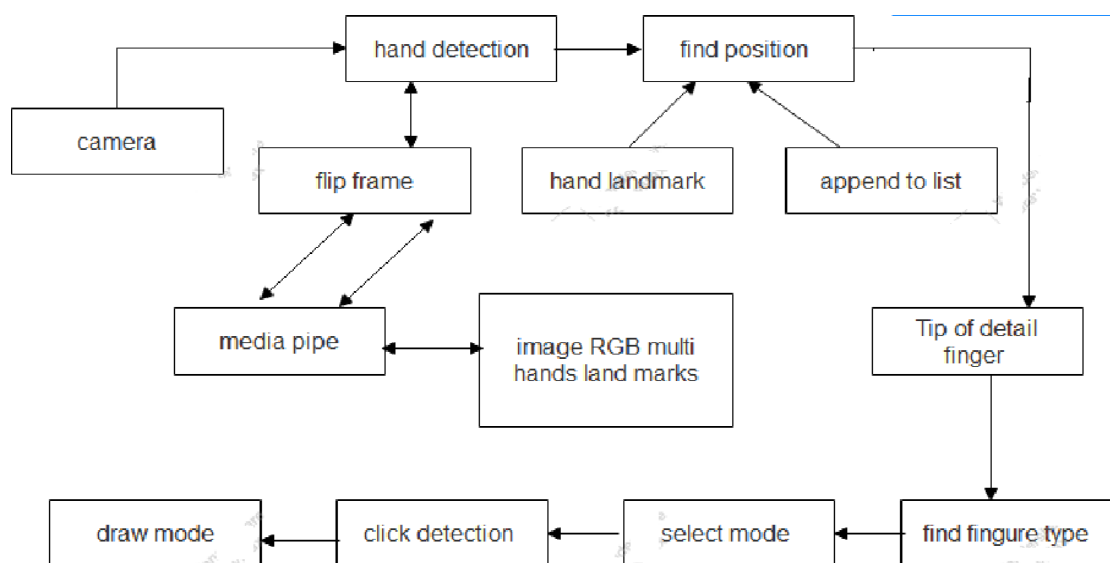 hand detection
find position
camera
flip frame
hand landmark
append to list
media pipe
image RGB multi
hands land marks
Tip of detail
finger
draw mode
click detection
select mode
find fingure type